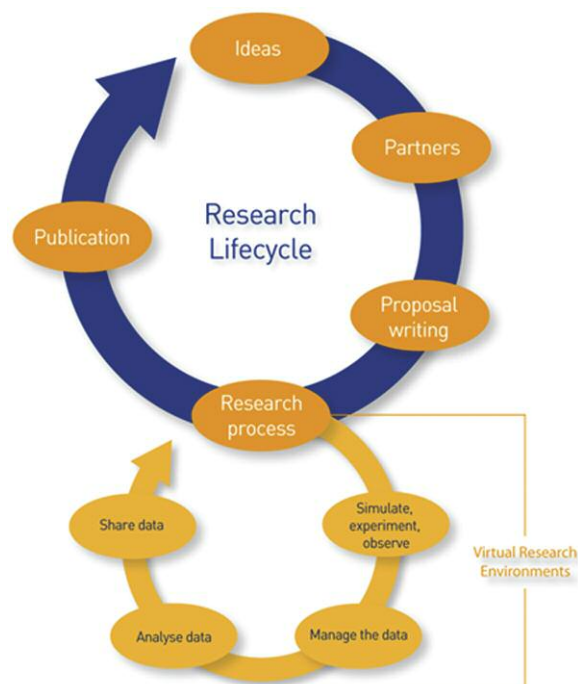 Ideas
Partners
Research
Lifecycle
Publication
Proposal
writing
Research
process
Simulate,
experiment,
observe
Share data
Virtual Research
Environments
Manage the data
Analyse data